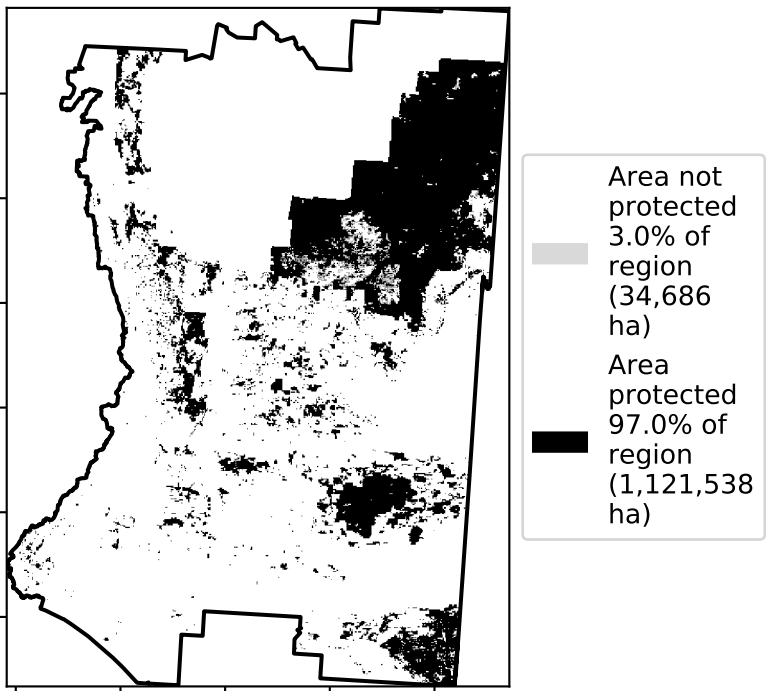 Area not
protected
3.0% of
region
(34,686
ha)
Area
protected
97.0% of
region
(1,121,538
ha)